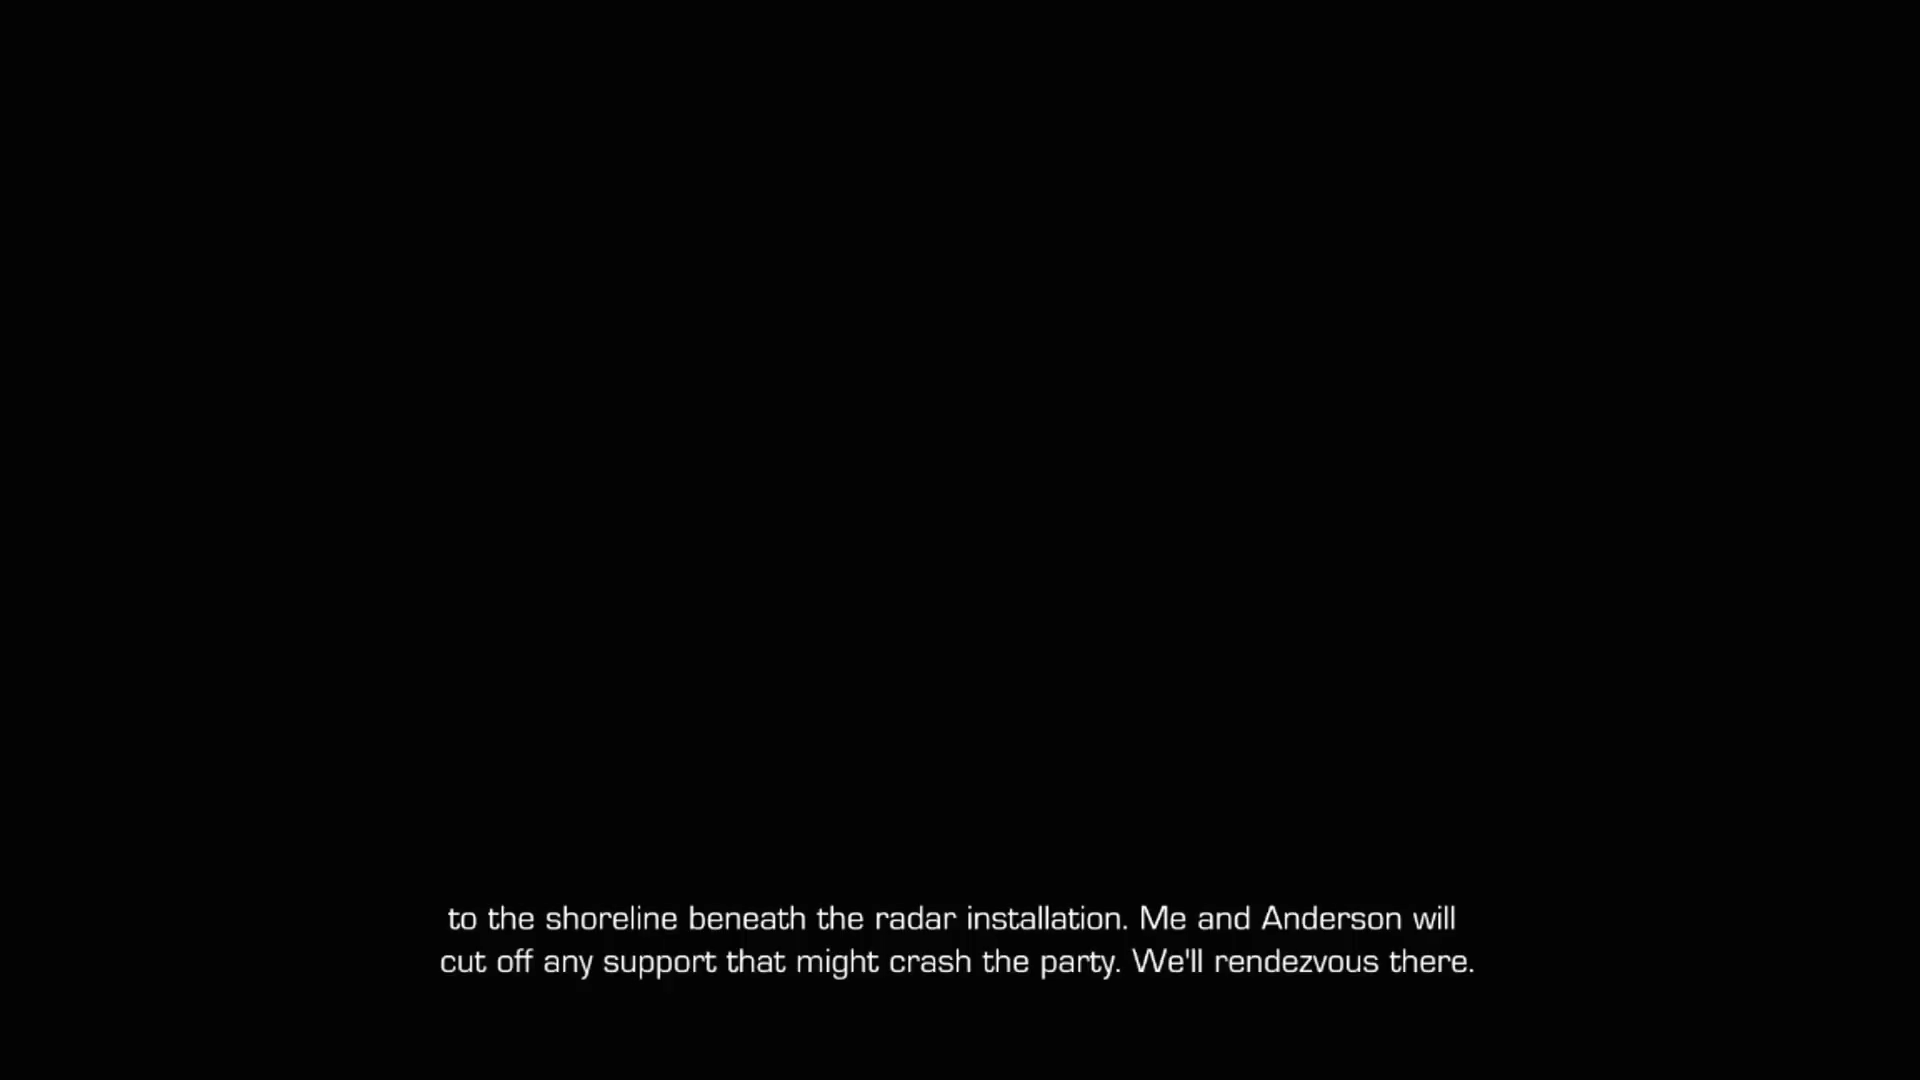 to the shoreline beneath the radar installation. Me and Anderson will
cut off any support that might crash the party. We'll rendezvous there.